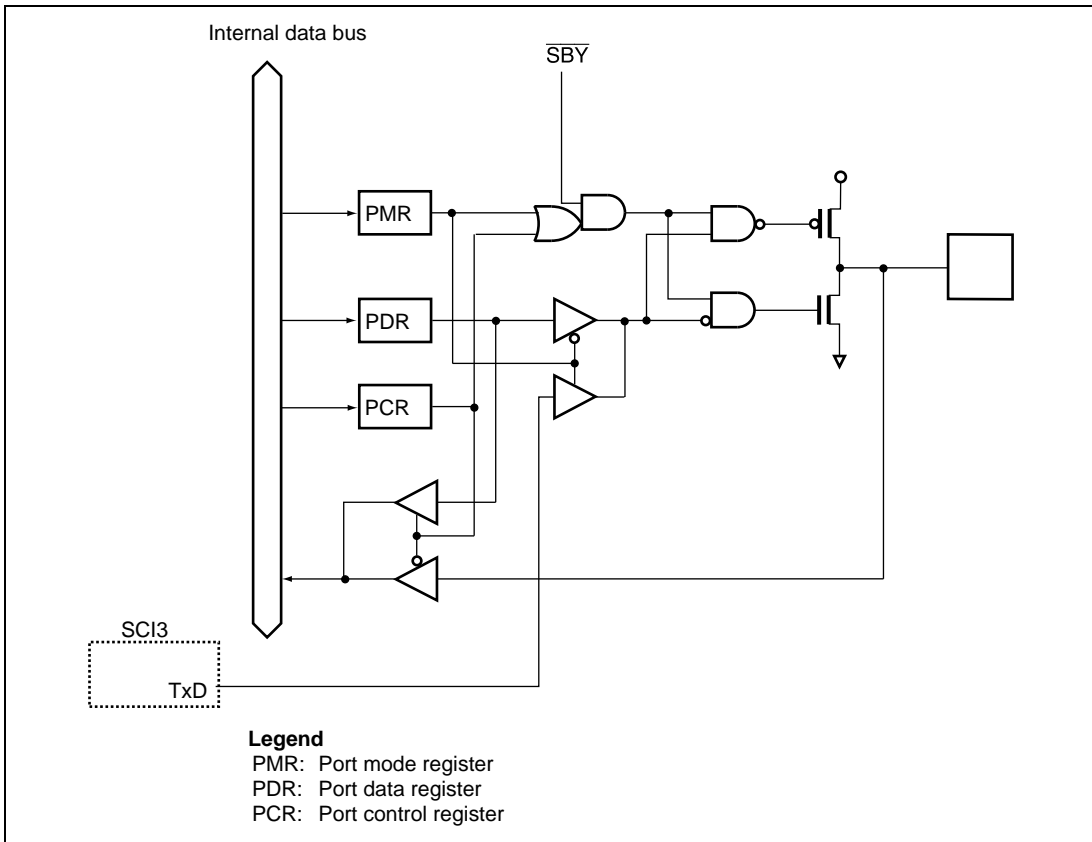 Internal data bus
SBY
PMR
PDR
PCR
SCI3
TxD
Legend
PMR: Port mode register
PDR: Port data register
PCR: Port control register